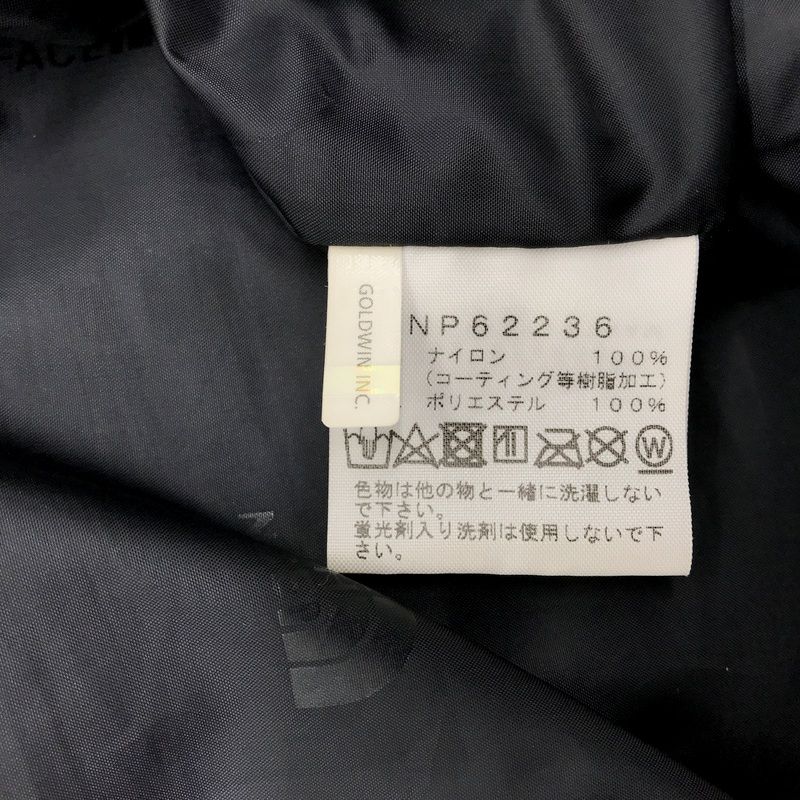 GOLDWIN INC.
NP62236
ナイロン 100%
(コーティング等樹脂加工)
ポリエステル 100%
W
色物は他の物と一緒に洗濯しない
で下さい。
蛍光剤入り洗剤は使用しないで下
さい。